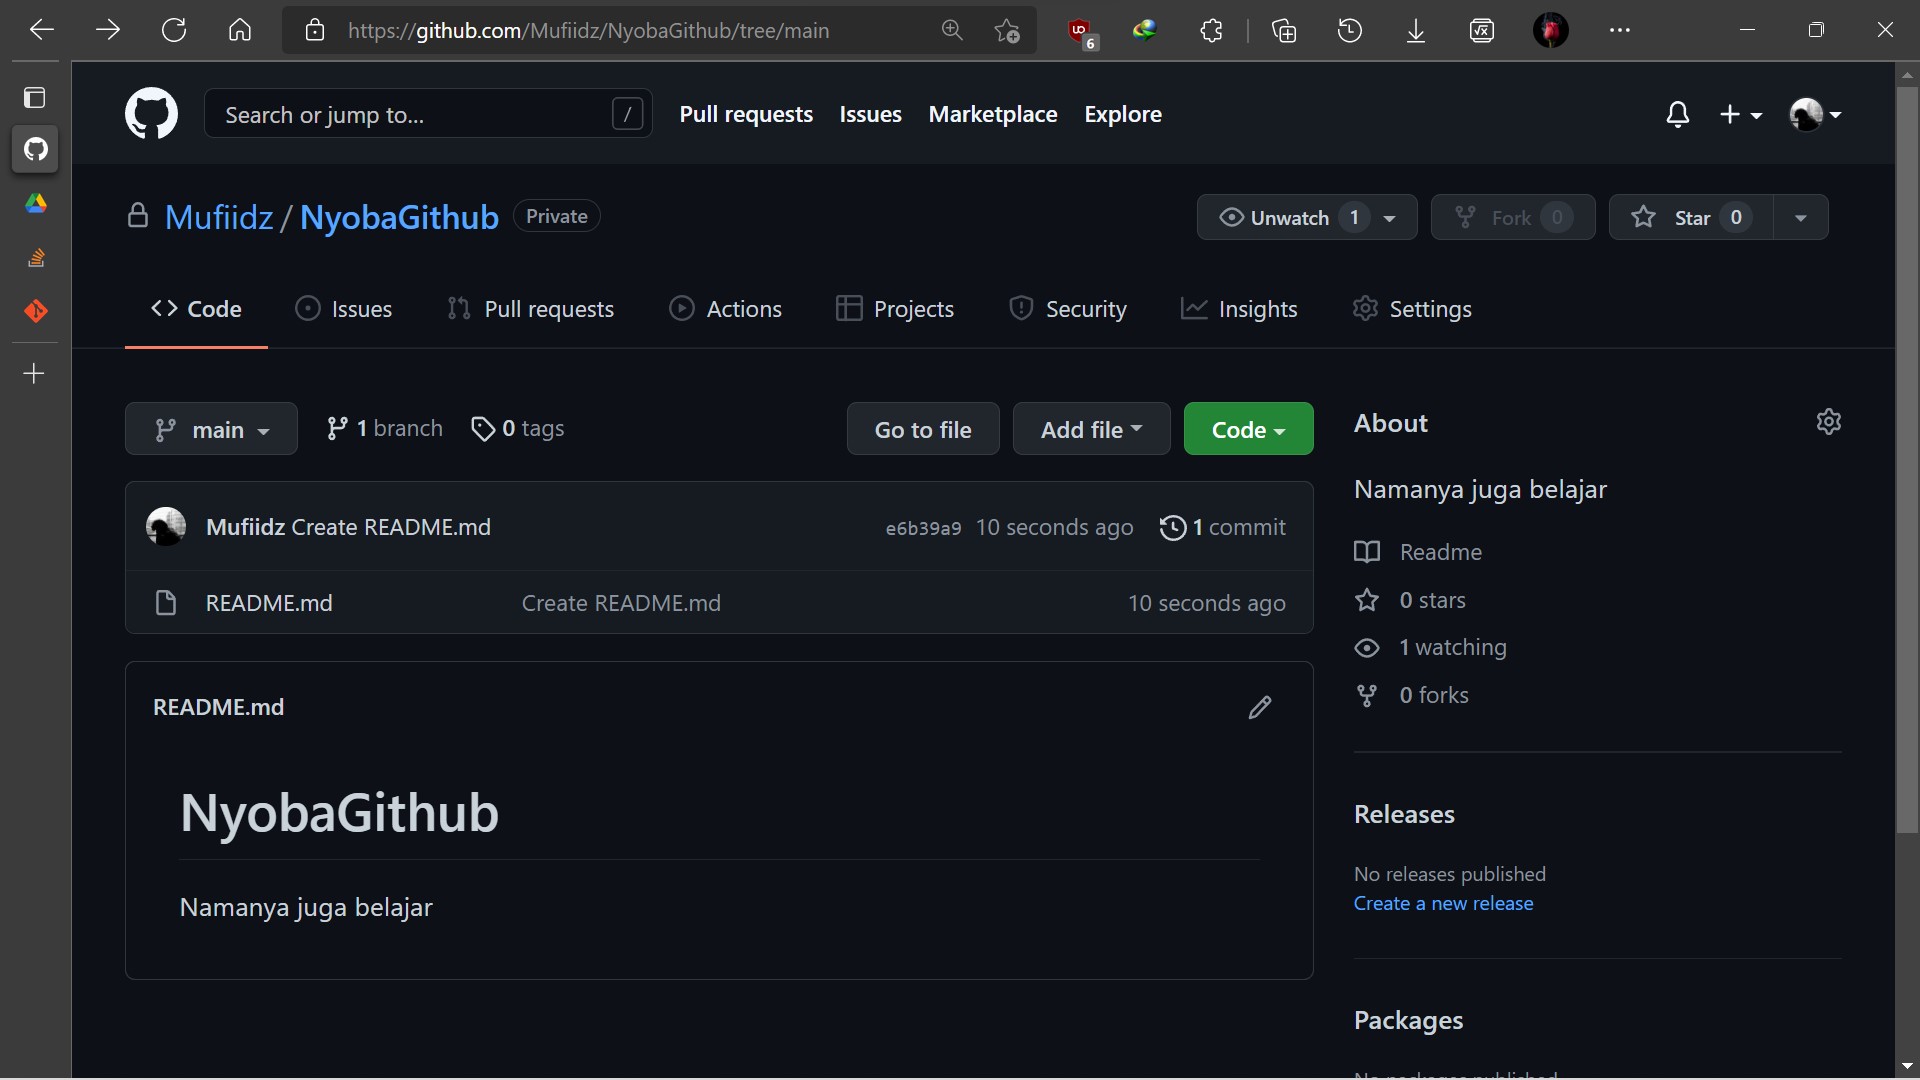 https://github.com/Mufiidz/NyobaGithub/tree/main
6
Search or jump to... /
Pull requests Issues Marketplace Explore
Mufiidz / NyobaGithub Private
Unwatch 1 Fork 0 Star 0
Code Issues Pull requests Actions Projects Security Insights Settings
main 1 branch 0 tags Go to file Add file Code
Mufiidz Create README.md e6b39a9 10 seconds ago 1 commit
README.md Create README.md 10 seconds ago
README.md
NyobaGithub
Namanya juga belajar
About
Namanya juga belajar
Readme
0 stars
1 watching
0 forks
Releases
No releases published
Create a new release
Packages
No packages published